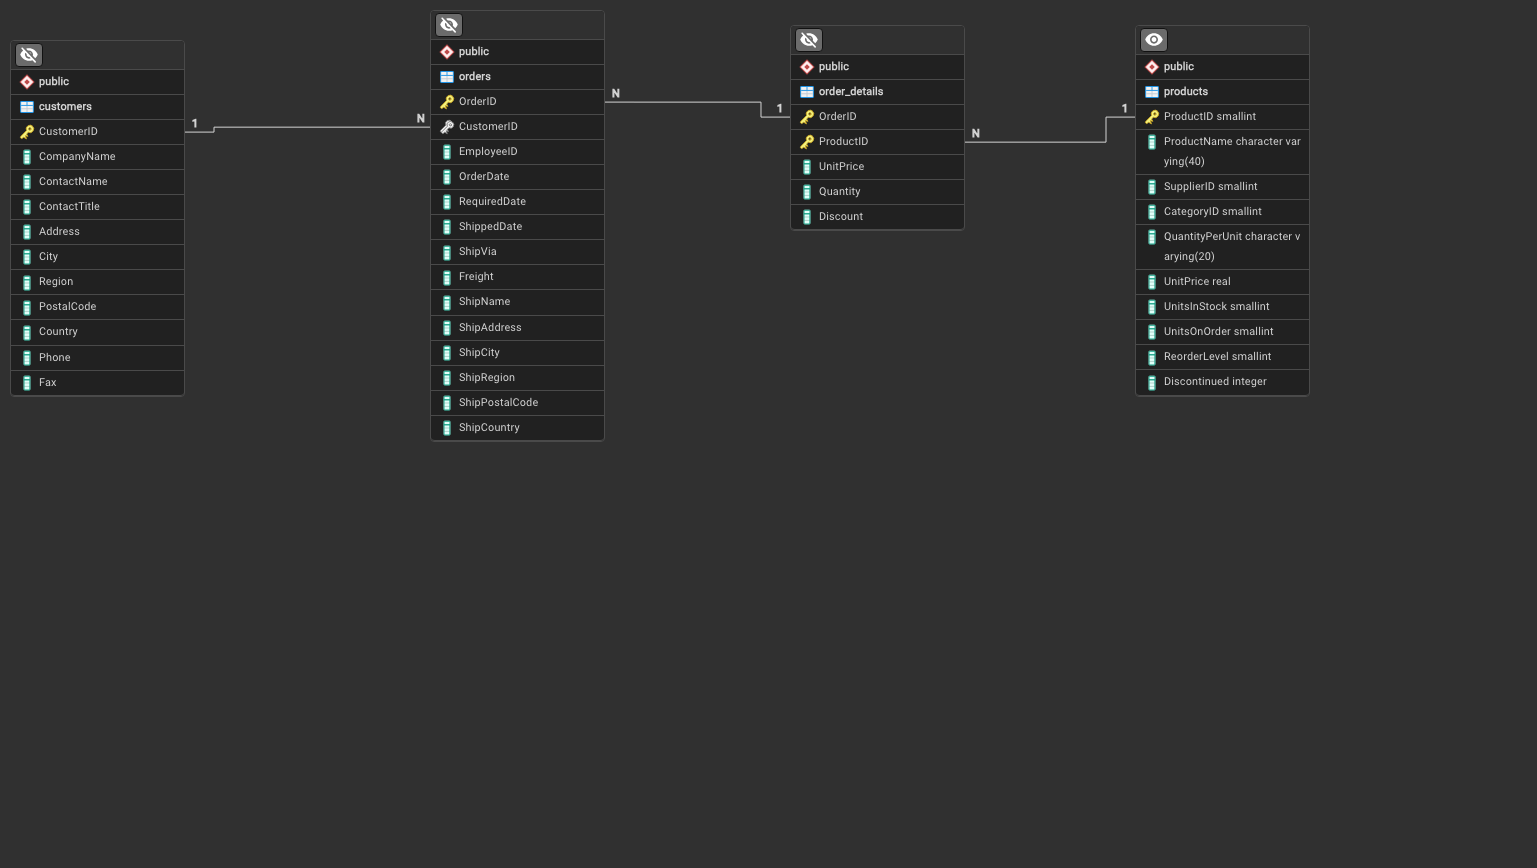 public
customers
CustomerID
CompanyName
ContactName
ContactTitle
Address
City
Region
PostalCode
Country
Phone
Fax
1
N
public
orders
OrderID
CustomerID
EmployeeID
OrderDate
RequiredDate
ShippedDate
ShipVia
Freight
ShipName
ShipAddress
ShipCity
ShipRegion
ShipPostalCode
ShipCountry
N
1
public
order_details
OrderID
ProductID
UnitPrice
Quantity
Discount
N
1
public
products
ProductID smallint
ProductName character var
ying(40)
SupplierID smallint
CategoryID smallint
QuantityPerUnit character v
arying(20)
UnitPrice real
UnitsInStock smallint
UnitsOnOrder smallint
ReorderLevel smallint
Discontinued integer